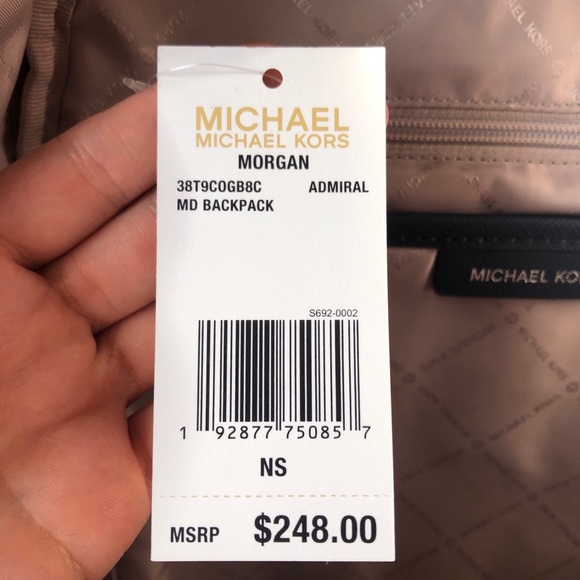 MICHAEL
MICHAEL KORS
MORGAN
38T9COGB8C ADMIRAL
MD BACKPACK
S692-0002
1 92877 75085 7
NS
MSRP $248.00
MICHAEL KORS
MICHAEL